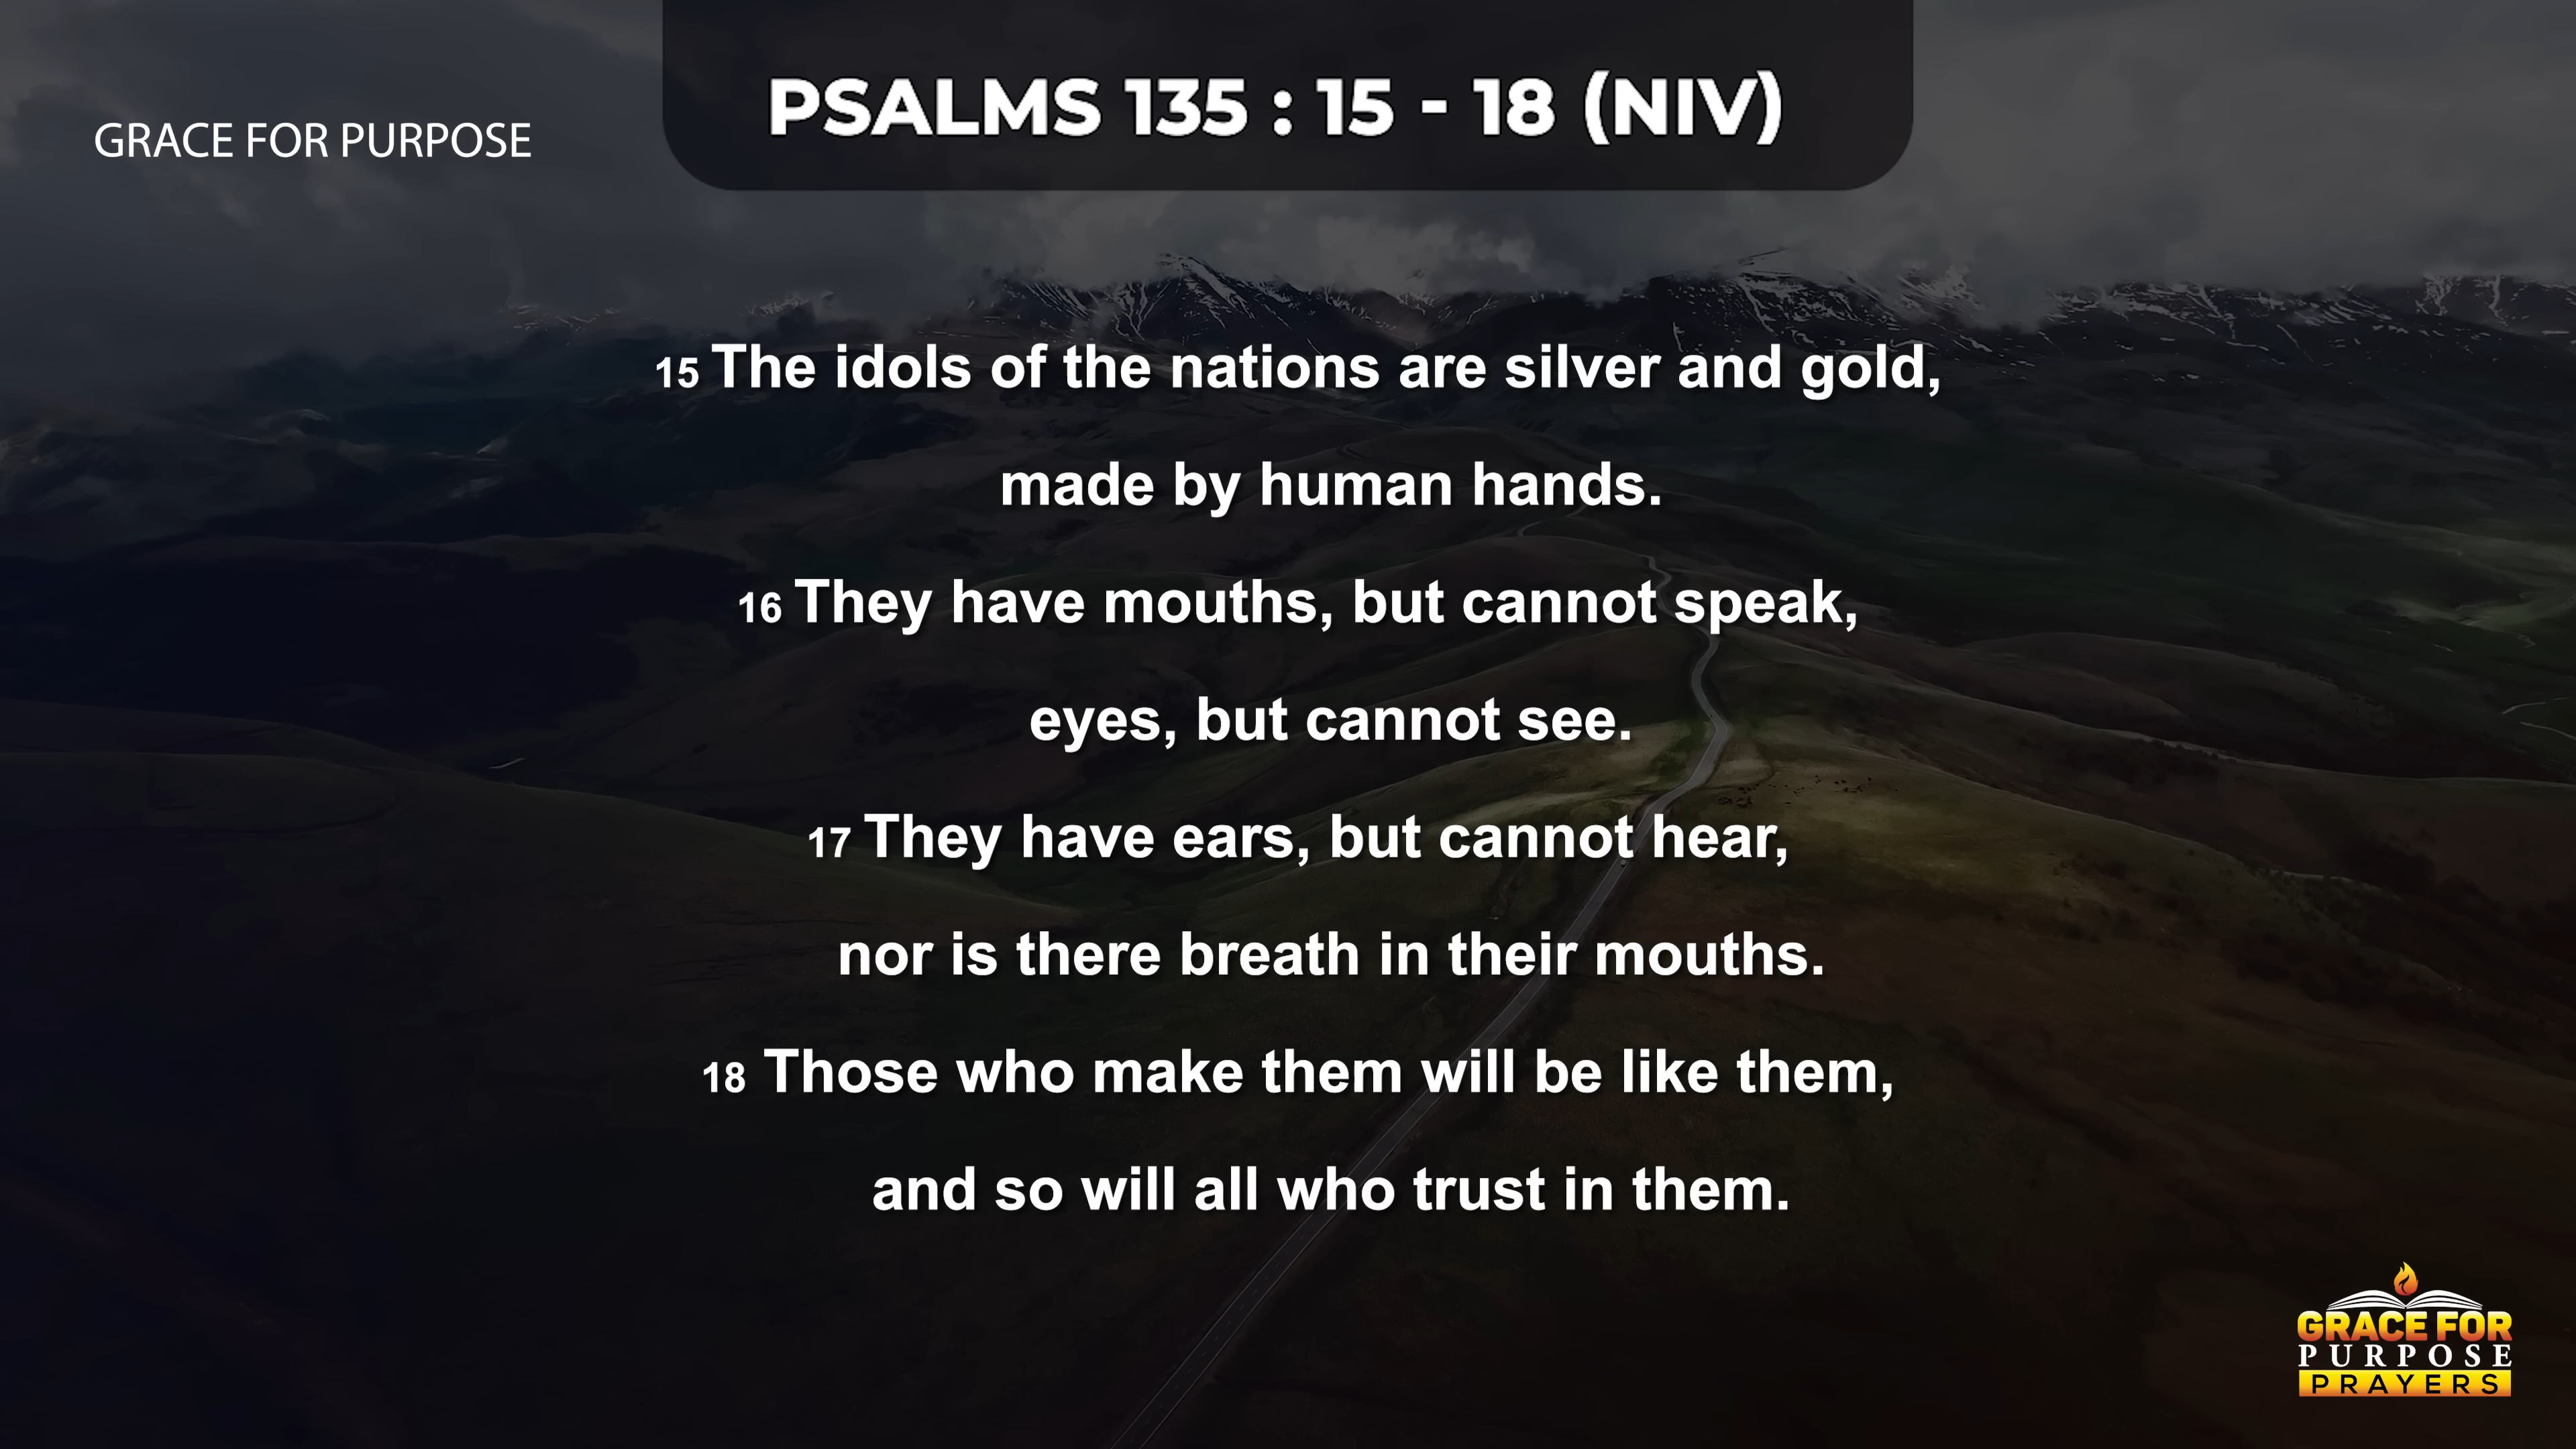 GRACE FOR PURPOSE
PSALMS 135 : 15 - 18 (NIV)
15 The idols of the nations are silver and gold,
made by human hands.
16 They have mouths, but cannot speak,
eyes, but cannot see.
17 They have ears, but cannot hear,
nor is there breath in their mouths.
18 Those who make them will be like them,
and so will all who trust in them.
GRACE FOR
PURPOSE
PRAYERS